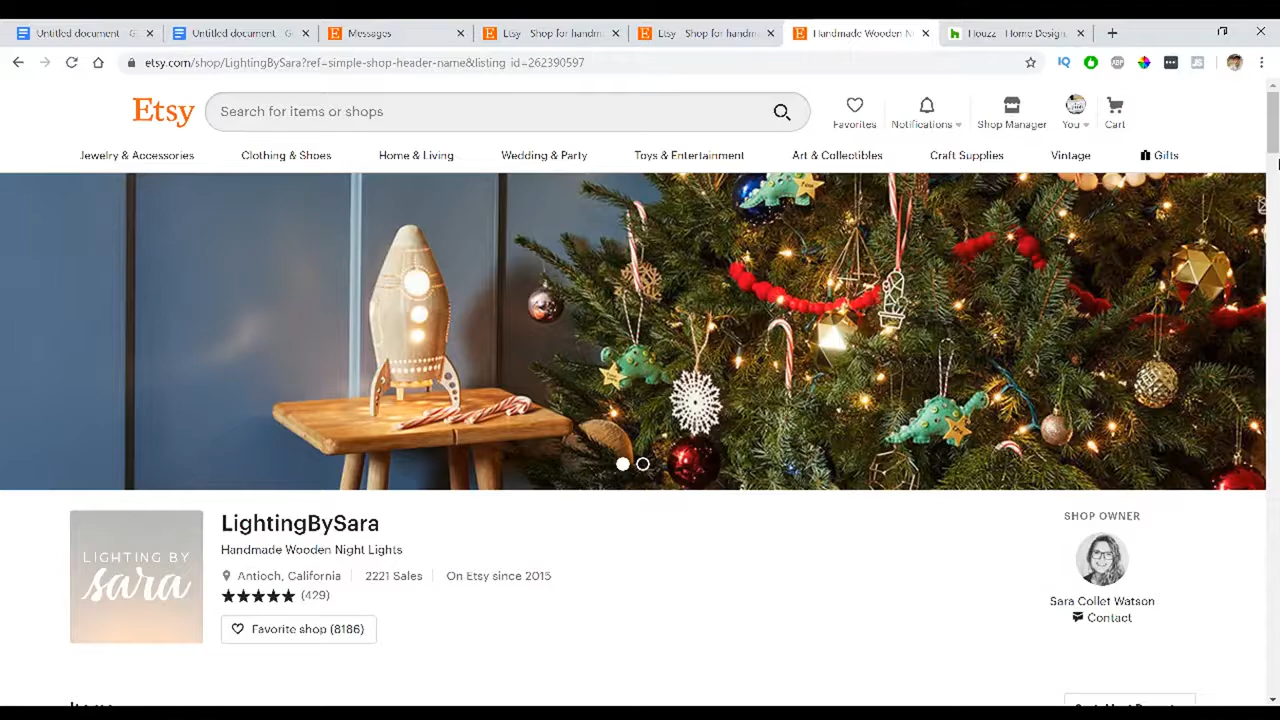 Untitled document - G
Untitled document - G
Messages
Etsy - Shop for handm
Etsy - Shop for handm
Handmade Wooden Ni
Houzz - Home Design,
etsy.com/shop/LightingBySara?ref=simple-shop-header-name&listing_id=262390597
IQ
ABP
JS
Etsy
Search for items or shops
Favorites
Notifications
Shop Manager
You
Cart
Jewelry & Accessories
Clothing & Shoes
Home & Living
Wedding & Party
Toys & Entertainment
Art & Collectibles
Craft Supplies
Vintage
Gifts
LIGHTING BY
sara
LightingBySara
Handmade Wooden Night Lights
Antioch, California
2221 Sales
On Etsy since 2015
(429)
Favorite shop (8186)
SHOP OWNER
Sara Collet Watson
Contact